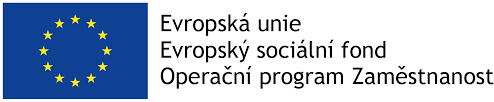 Evropská unie
Evropský sociální fond
Operační program Zaměstnanost